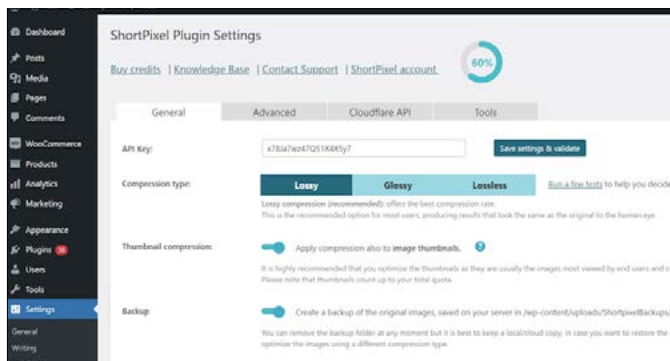 Dashboard
Posts
Media
Pages
Comments
WooCommerce
Products
Analytics
Marketing
Appearance
Plugins
Users
Tools
Settings
General
Writing
ShortPixel Plugin Settings
60%
Buy credits | Knowledge Base | Contact Support | ShortPixel account
General Advanced Cloudflare API Tools
API Key:
Save settings & validate
Compression type:
Lossy Glossy Lossless
Run a few tests to help you decide
Lossy compression (recommended): offers the best compression rate.
This is the recommended option for most users, producing results that look the same as the original to the human eye.
Thumbnail compression:
Apply compression also to image thumbnails.
It is highly recommended that you optimize the thumbnails as they are usually the images most viewed by end users and
Please note that thumbnails count up to your total quota.
Backup
Create a backup of the original images, saved on your server in /wp-content/uploads/ShortpixelBackups/
You can remove the backup folder at any moment but it is best to keep a local/cloud copy, in case you want to restore the
optimize the images using a different compression type.